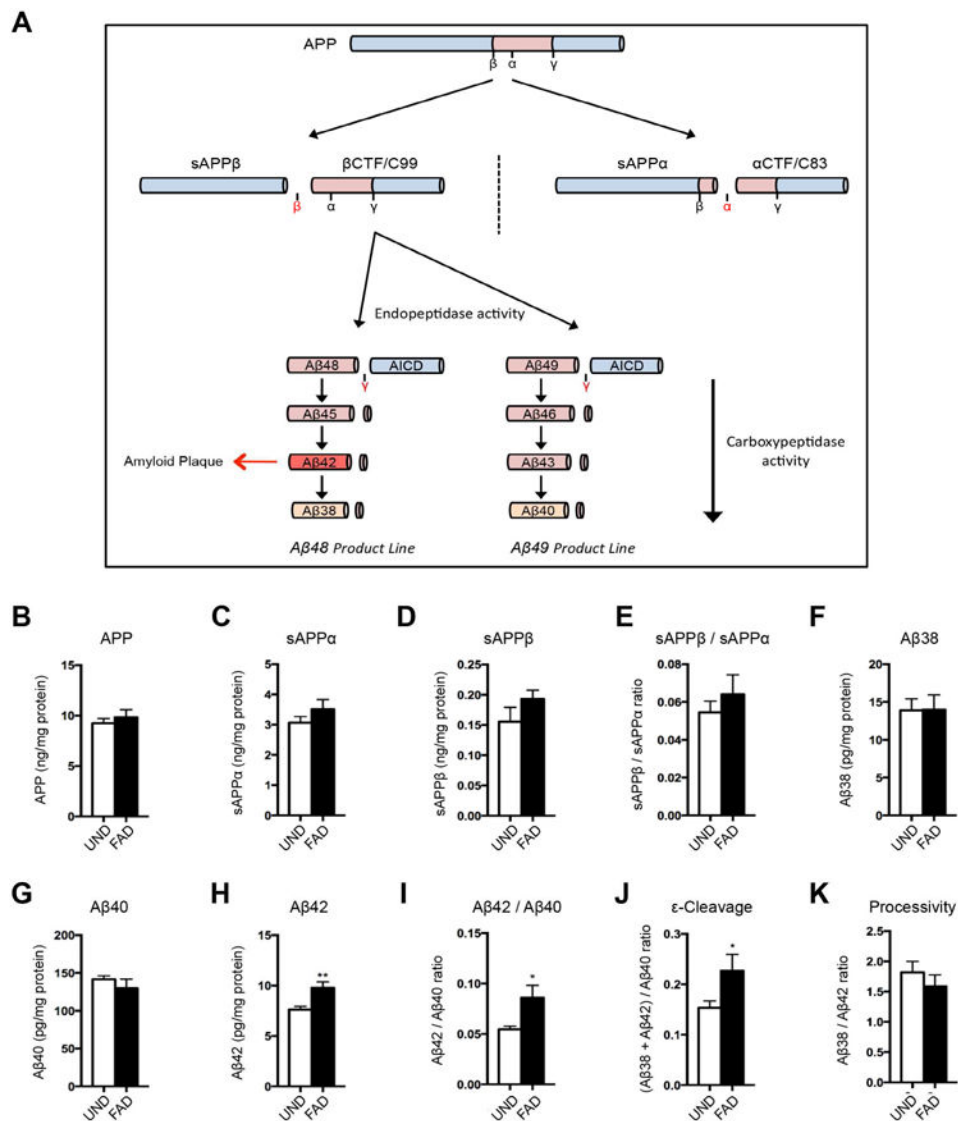 A
APP
β α γ
sAPPβ βCTF/C99 sAPPα αCTF/C83
β α γ β α γ
Endopeptidase activity
Aβ48 AICD Aβ49 AICD
γ γ
Aβ45 Aβ46
Amyloid Plaque Aβ42 Aβ43 Carboxypeptidase
activity
Aβ38 Aβ40
Aβ48 Product Line Aβ49 Product Line
B
APP
APP (ng/mg protein)
15
10
5
0
UND FAD
C
sAPPα
sAPPα (ng/mg protein)
5
4
3
2
1
0
UND FAD
D
sAPPβ
sAPPβ (ng/mg protein)
0.25
0.20
0.15
0.10
0.05
0.00
UND FAD
E
sAPPβ / sAPPα
sAPPβ / sAPPα ratio
0.08
0.06
0.04
0.02
0.00
UND FAD
F
Aβ38
Aβ38 (pg/mg protein)
20
15
10
5
0
UND FAD
G
Aβ40
Aβ40 (pg/mg protein)
200
150
100
50
0
UND FAD
H
Aβ42
Aβ42 (pg/mg protein)
15
10
5
0
**
UND FAD
I
Aβ42 / Aβ40
Aβ42 / Aβ40 ratio
0.15
0.10
0.05
0.00
*
UND FAD
J
ε-Cleavage
(Aβ38 + Aβ42) / Aβ40 ratio
0.3
0.2
0.1
0.0
*
UND FAD
K
Processivity
Aβ38 / Aβ42 ratio
2.5
2.0
1.5
1.0
0.5
0.0
UND FAD